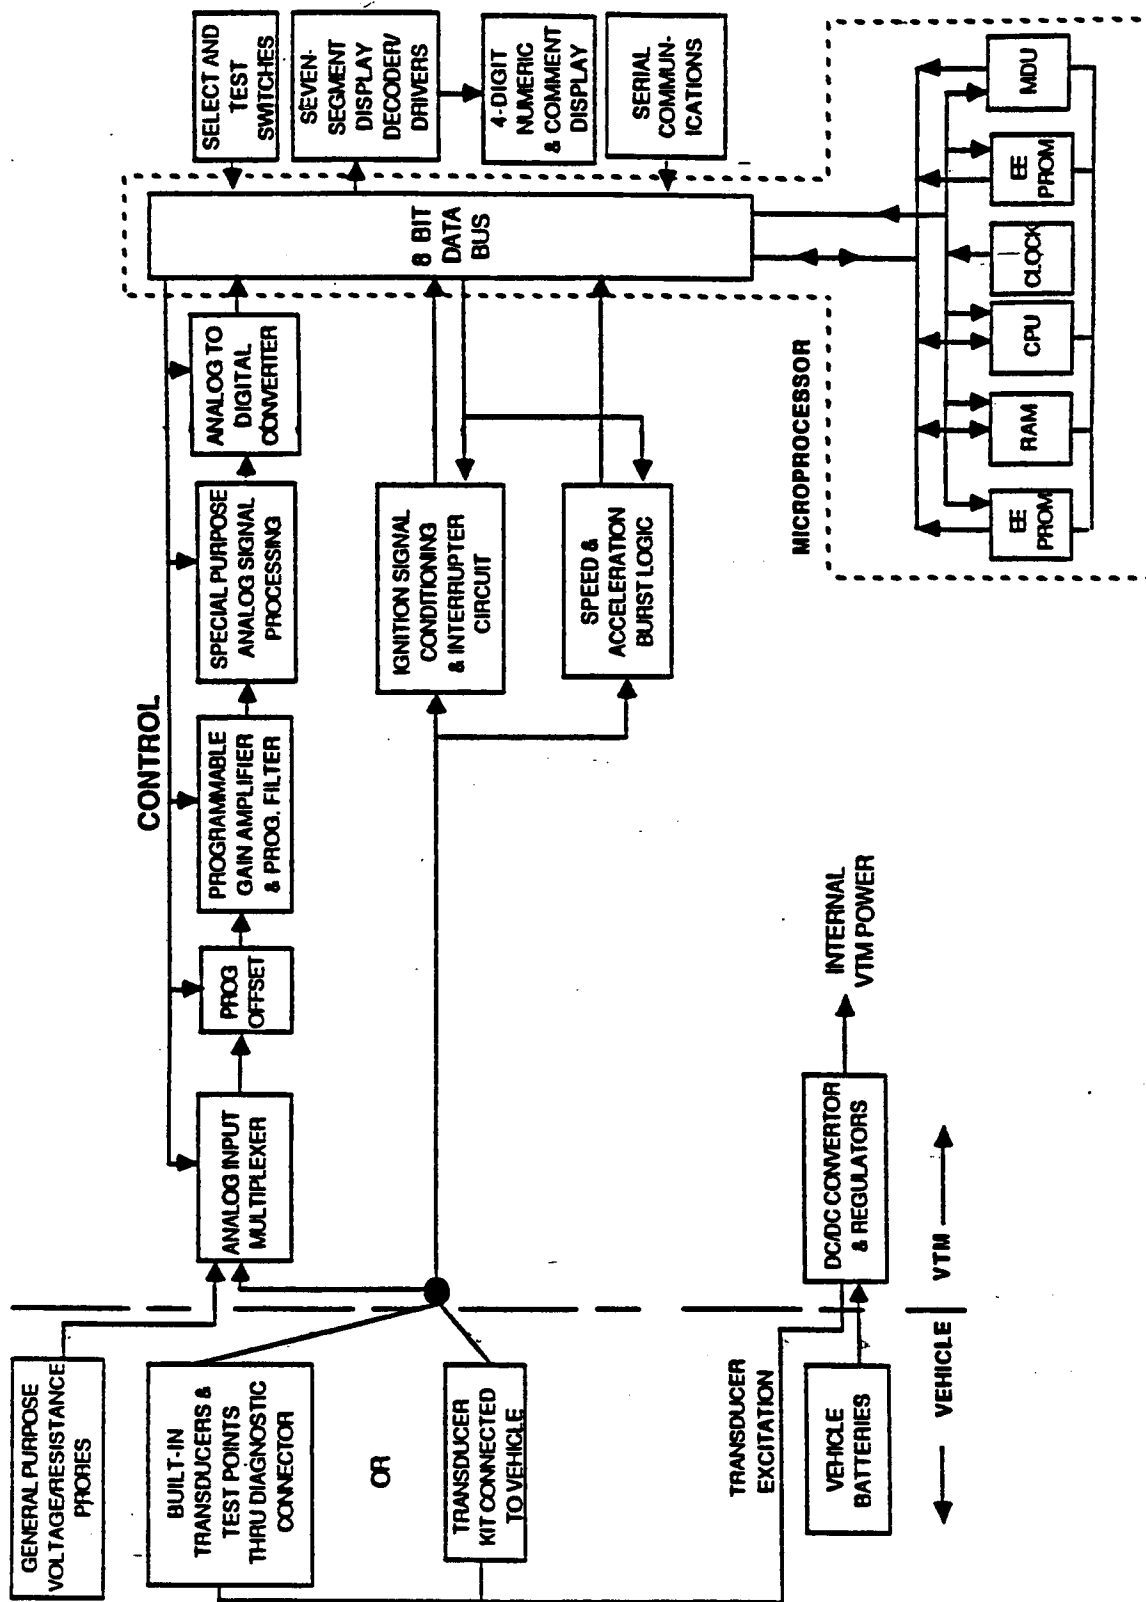 GENERAL PURPOSE
VOLTAGE/RESISTANCE
PROBES
BUILT-IN
TRANSDUCERS &
TEST POINTS
THRU DIAGNOSTIC
CONNECTOR
OR
TRANSDUCER
KIT CONNECTED
TO VEHICLE
TRANSDUCER
EXCITATION
VEHICLE
BATTERIES
VEHICLE
VTM
DC/DC CONVERTOR
& REGULATORS
INTERNAL
VTM POWER
CONTROL
ANALOG INPUT
MULTIPLEXER
PROG
OFFSET
PROGRAMMABLE
GAIN AMPLIFIER
& PROG. FILTER
SPECIAL PURPOSE
ANALOG SIGNAL
PROCESSING
ANALOG TO
DIGITAL
CONVERTER
IGNITION SIGNAL
CONDITIONING
& INTERRUPTER
CIRCUIT
SPEED &
ACCELERATION
BURST LOGIC
8 BIT
DATA
BUS
SELECT AND
TEST
SWITCHES
SEVEN-
SEGMENT
DISPLAY
DECODER/
DRIVERS
4-DIGIT
NUMERIC
& COMMENT
DISPLAY
SERIAL
COMMUN-
ICATIONS
MICROPROCESSOR
EE
PROM
RAM
CPU
CLOCK
EE
PROM
MDU